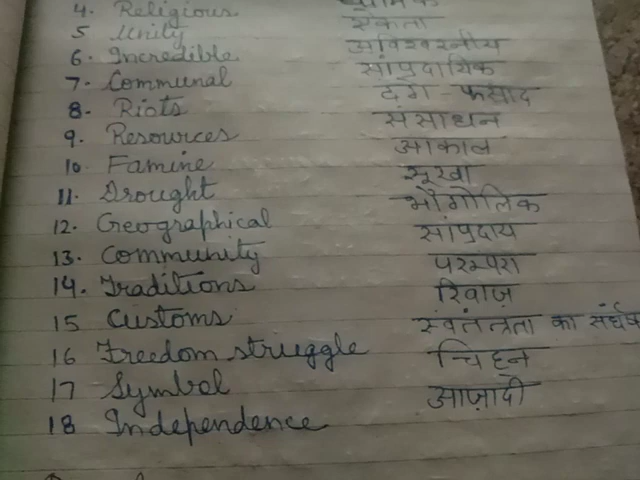 4. Religious धार्मिक
5 Unity एकता
6. Incredible अविश्वसनीय
7. Communal सांप्रदायिक
8. Riots दंगा - फसाद
9. Resources संसाधन
10. Famine आकाल
11. Drought सूखा
12. Geographical भौगोलिक
13. Community सांप्रदाय
14. Traditions परम्परा
15 Customs रिवाज़
16 Freedom struggle स्वतंत्रता का संर्घष
17 Symbol चिह्न
18 Independence आज़ादी